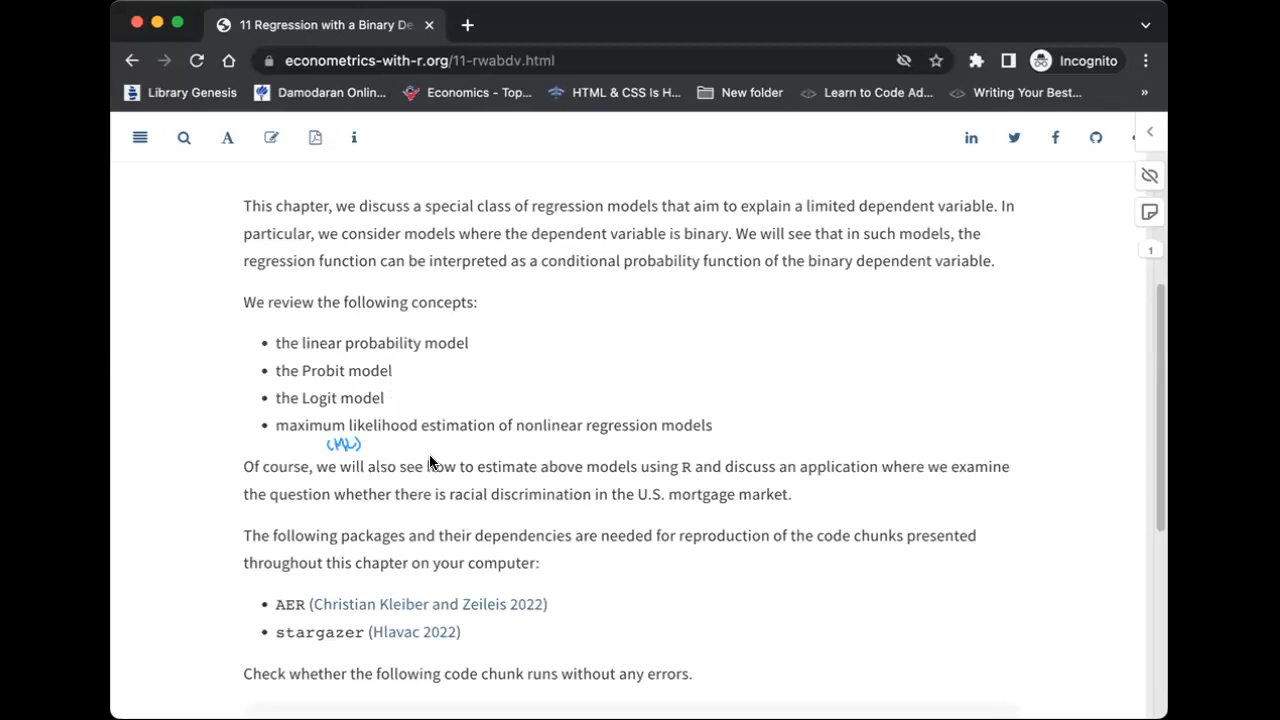 11 Regression with a Binary De
econometrics-with-r.org/11-rwabdv.html
Incognito
Library Genesis
Damodaran Onlin...
Economics - Top...
HTML & CSS Is H...
New folder
Learn to Code Ad...
Writing Your Best...
»
This chapter, we discuss a special class of regression models that aim to explain a limited dependent variable. In
particular, we consider models where the dependent variable is binary. We will see that in such models, the
regression function can be interpreted as a conditional probability function of the binary dependent variable.
We review the following concepts:
• the linear probability model
• the Probit model
• the Logit model
• maximum likelihood estimation of nonlinear regression models
(ML)
Of course, we will also see how to estimate above models using R and discuss an application where we examine
the question whether there is racial discrimination in the U.S. mortgage market.
The following packages and their dependencies are needed for reproduction of the code chunks presented
throughout this chapter on your computer:
• AER (Christian Kleiber and Zeileis 2022)
• stargazer (Hlavac 2022)
Check whether the following code chunk runs without any errors.
1